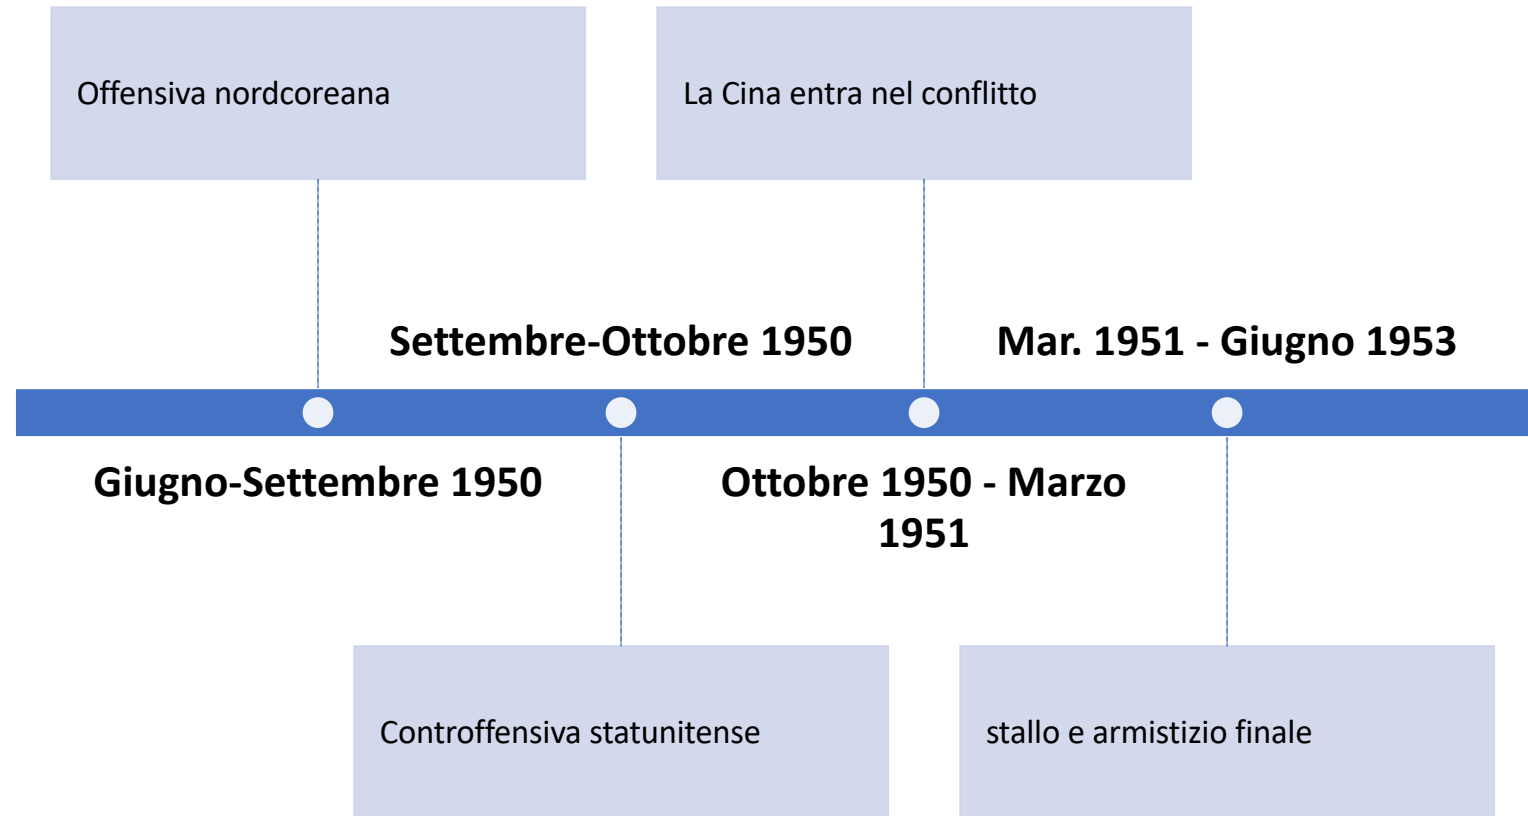 Offensiva nordcoreana
La Cina entra nel conflitto
Settembre-Ottobre 1950
Mar. 1951 - Giugno 1953
Giugno-Settembre 1950
Ottobre 1950 - Marzo
1951
Controffensiva statunitense
stallo e armistizio finale